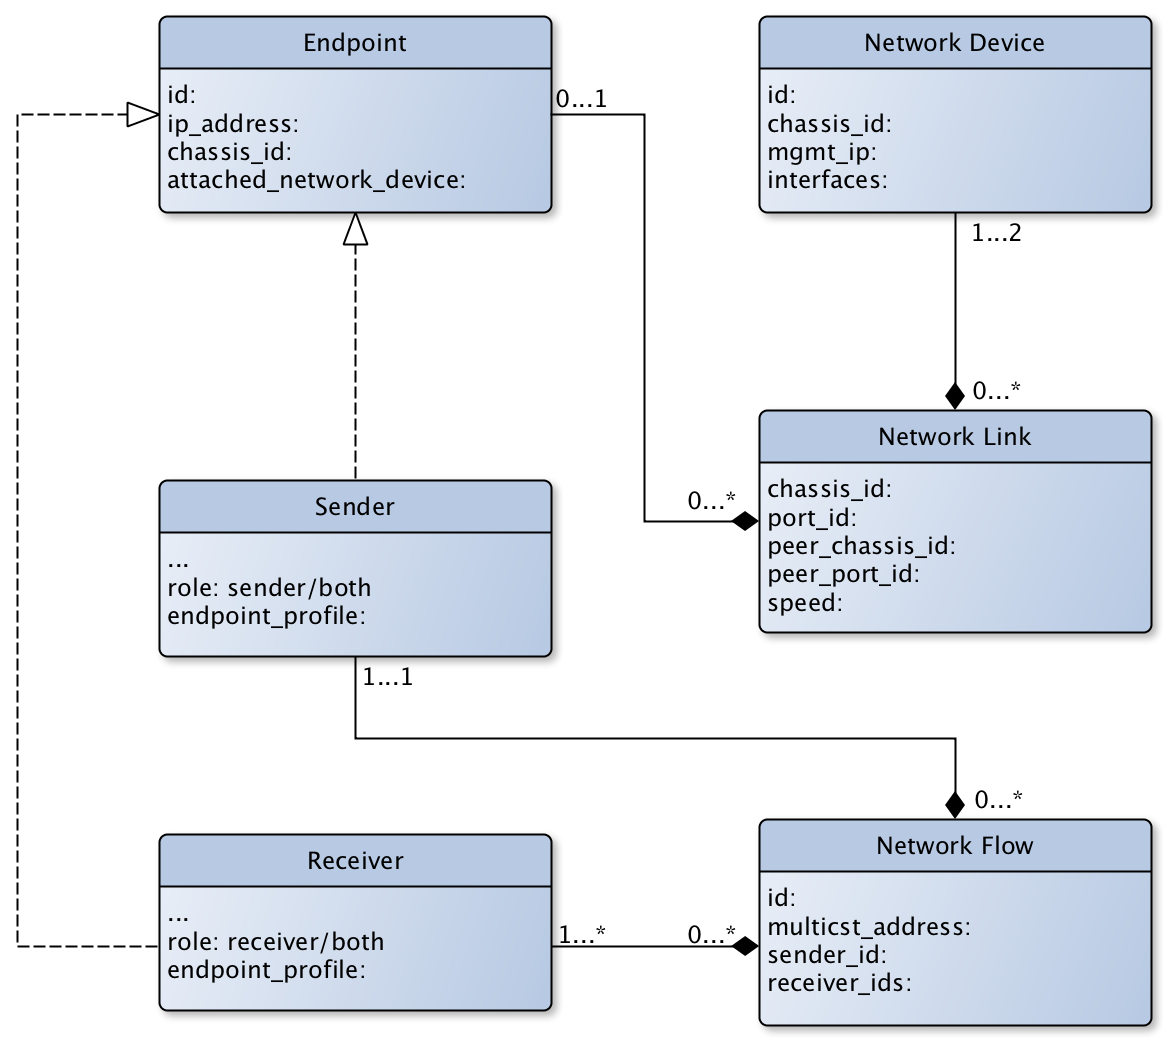 Endpoint
id:
ip_address:
chassis_id:
attached_network_device:
0...1
Network Device
id:
chassis_id:
mgmt_ip:
interfaces:
1...2
0...*
Network Link
chassis_id:
port_id:
peer_chassis_id:
peer_port_id:
speed:
0...*
Sender
...
role: sender/both
endpoint_profile:
1...1
0...*
Receiver
...
role: receiver/both
endpoint_profile:
1...*
0...*
Network Flow
id:
multicst_address:
sender_id:
receiver_ids: